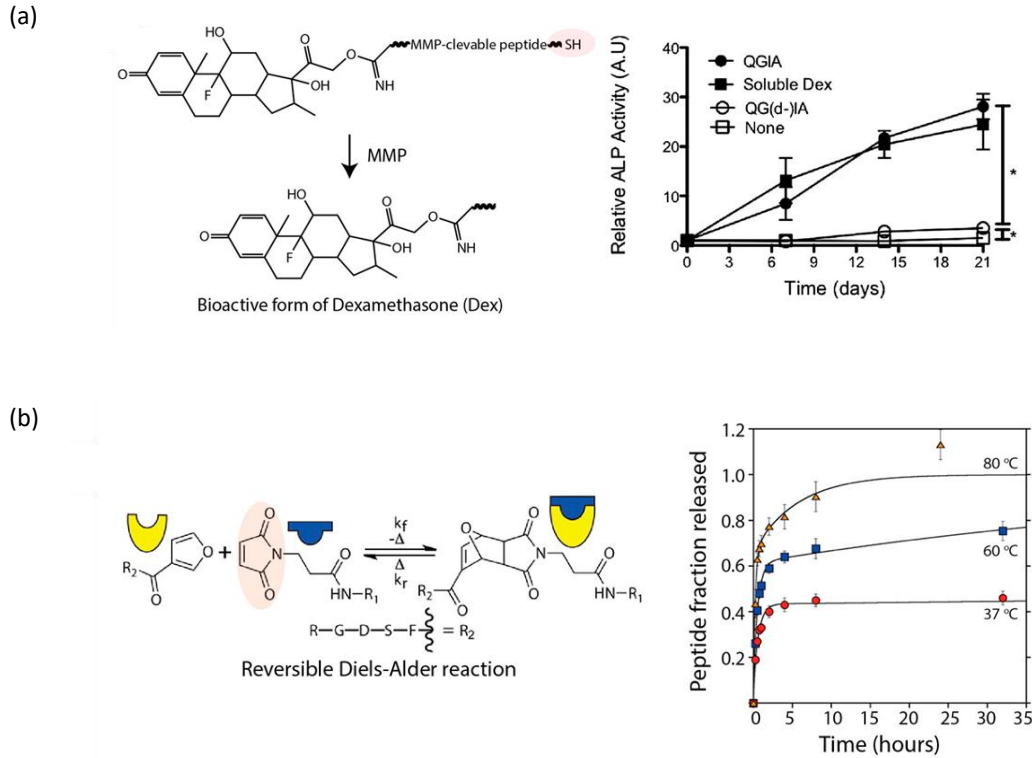 (a)
HO
O
O
MMP-clevable peptide
SH
O
F
OH
NH
MMP
HO
O
O
O
F
OH
NH
Bioactive form of Dexamethasone (Dex)
Relative ALP Activity (A.U)
40
30
20
10
0
QGIA
Soluble Dex
QG(d-)IA
None
*
*
0 3 6 9 12 15 18 21
Time (days)
(b)
R2
O
O
+
O
N
O
O
HN–R1
kf
-Δ
Δ
kr
O
O
N
O
O
HN–R1
R2
O
R–G–D–S–F = R2
Reversible Diels-Alder reaction
Peptide fraction released
1.2
1.0
0.8
0.6
0.4
0.2
80 °C
60 °C
37 °C
0 5 10 15 20 25 30 35
Time (hours)